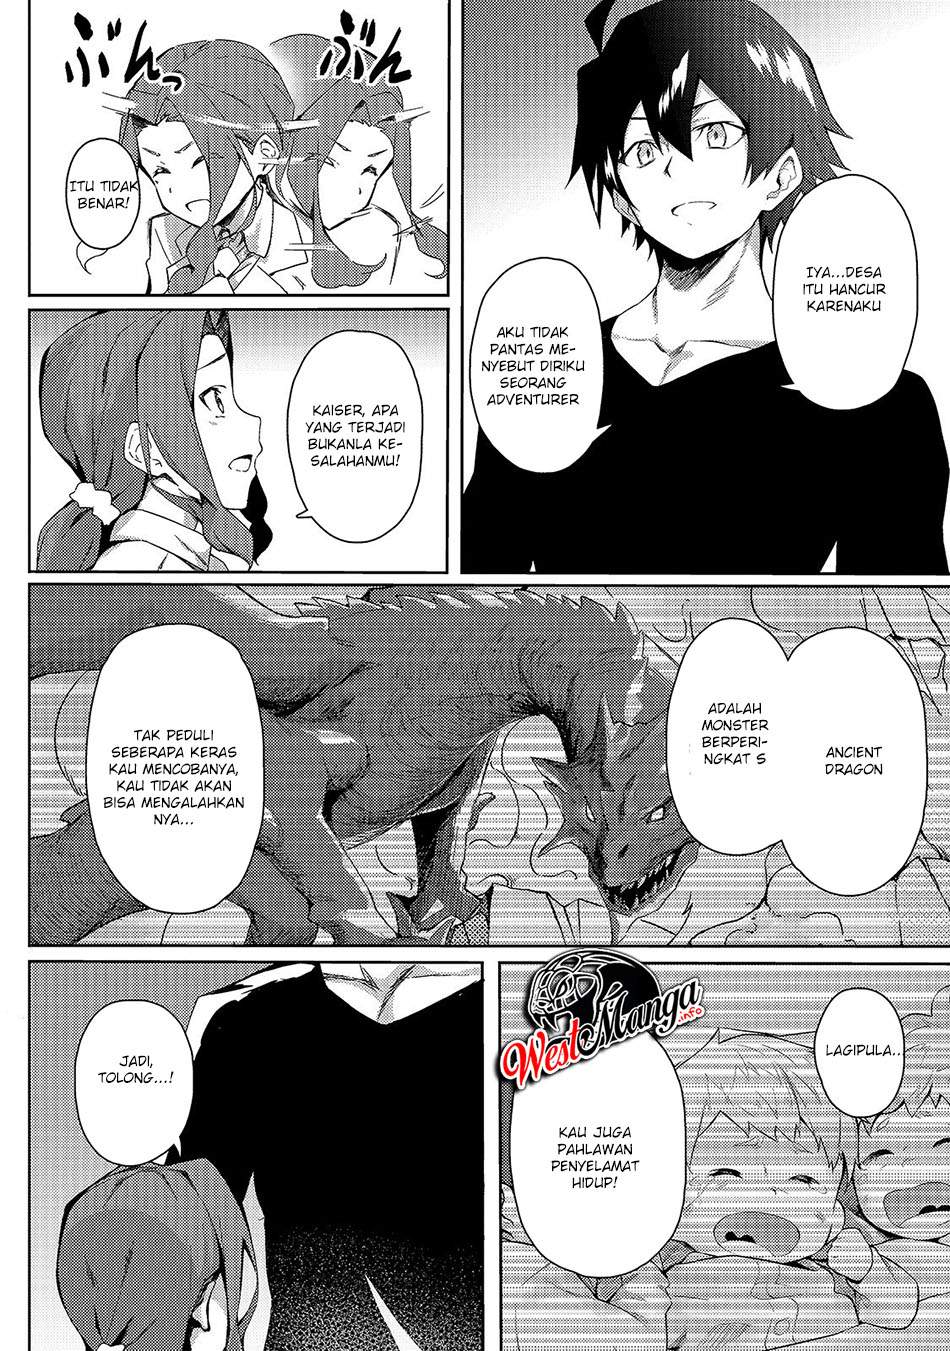 IYA...DESA
ITU HANCUR
KARENAKU
AKU TIDAK
PANTAS ME-
NYEBUT DIRIKU
SEORANG
ADVENTURER
ぶんっ
ぶん
ITU TIDAK
BENAR!
KAISER, APA
YANG TERJADI
BUKANLA KE-
SALAHANMU!
ANCIENT
DRAGON
ADALAH
MONSTER
BERPERI-
NGKAT S
TAK PEDULI
SEBERAPA KERAS
KAU MENCOBANYA,
KAU TIDAK AKAN
BISA MENGALAHKAN
NYA...
LAGIPULA...
WestManga.info
KAU JUGA
PAHLAWAN
PENYELAMAT
HIDUP!
JADI,
TOLONG...!